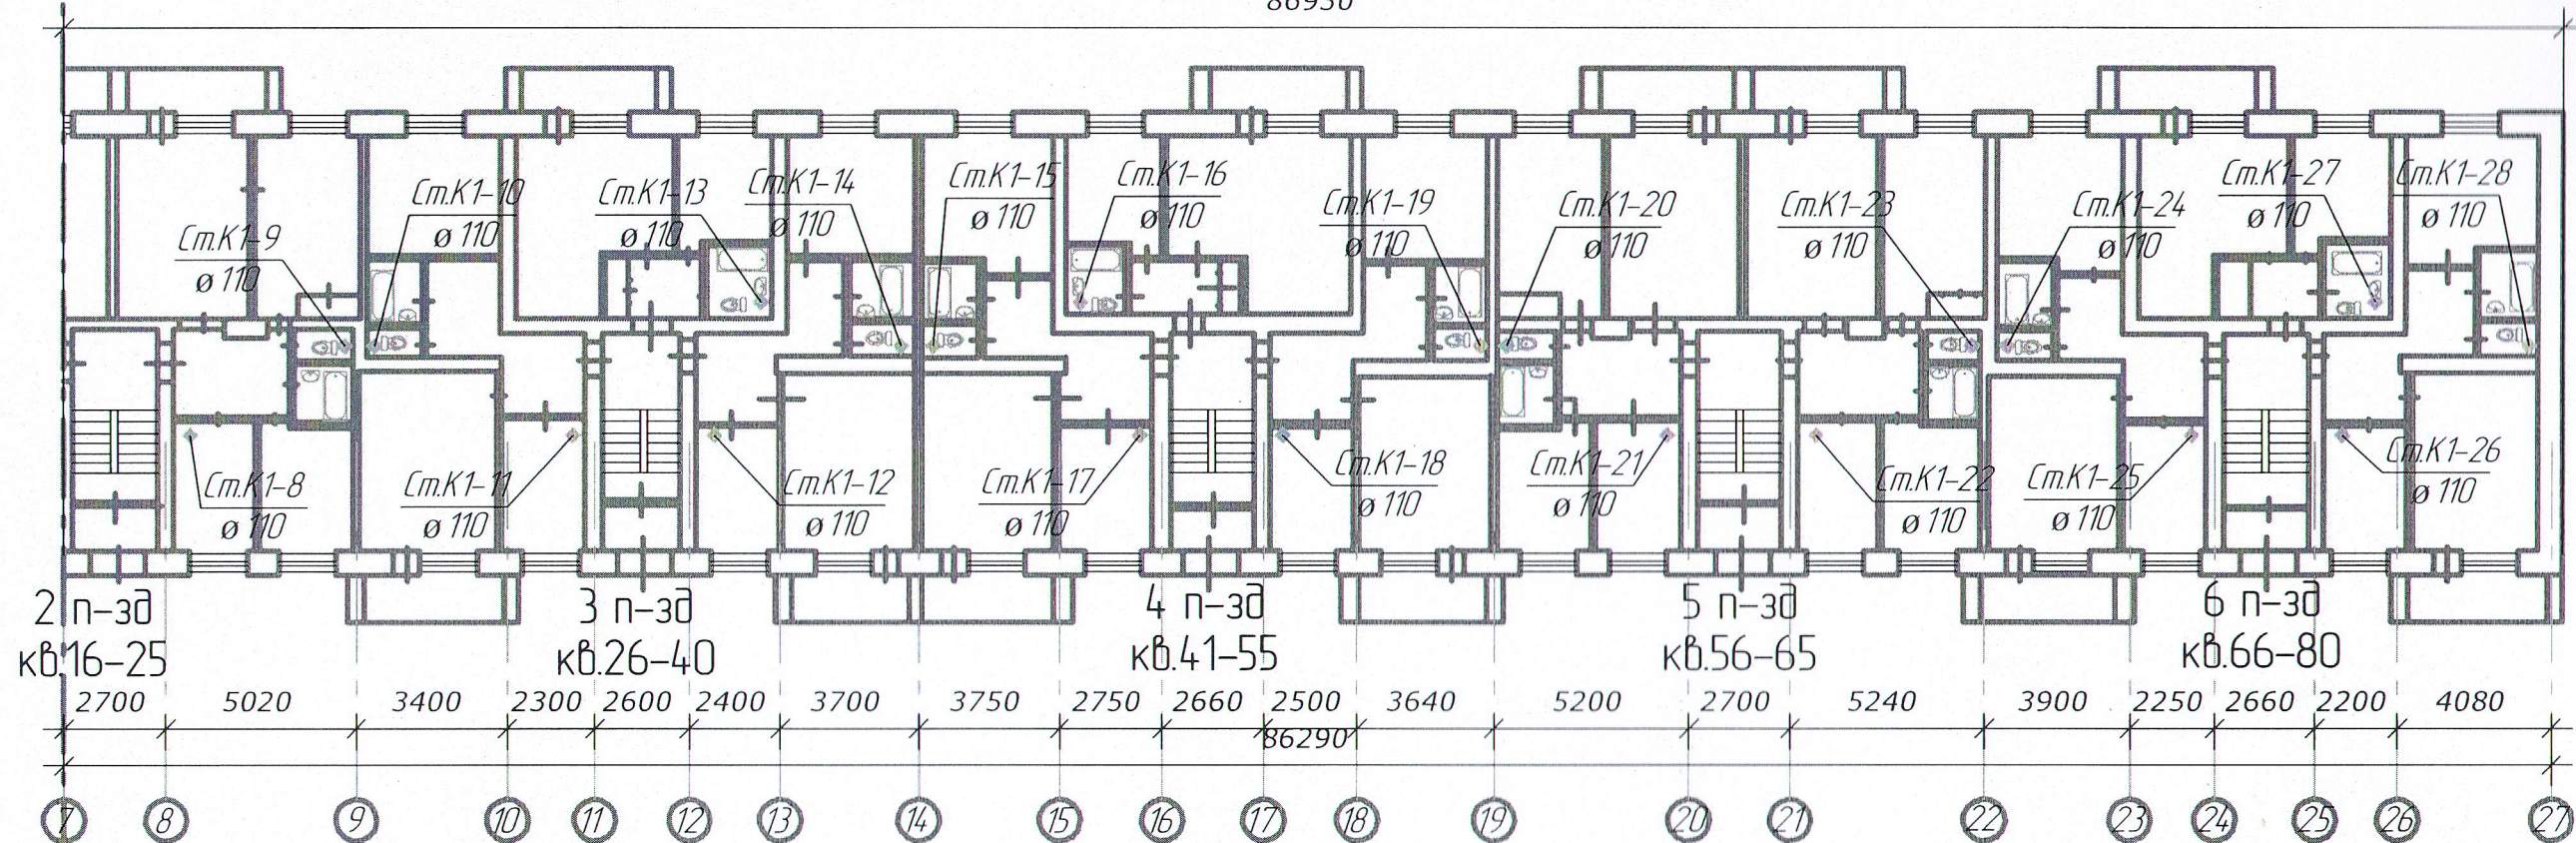 86930
Ст.К1-9
ø 110
Ст.К1-10
ø 110
Ст.К1-13
ø 110
Ст.К1-14
ø 110
Ст.К1-15
ø 110
Ст.К1-16
ø 110
Ст.К1-19
ø 110
Ст.К1-20
ø 110
Ст.К1-23
ø 110
Ст.К1-24
ø 110
Ст.К1-27
ø 110
Ст.К1-28
ø 110
Ст.К1-8
ø 110
Ст.К1-11
ø 110
Ст.К1-12
ø 110
Ст.К1-17
ø 110
Ст.К1-18
ø 110
Ст.К1-21
ø 110
Ст.К1-22
ø 110
Ст.К1-25
ø 110
Ст.К1-26
ø 110
2 п-зд
кв.16-25
3 п-зд
кв.26-40
4 п-зд
кв.41-55
5 п-зд
кв.56-65
6 п-зд
кв.66-80
2700 5020 3400 2300 2600 2400 3700 3750 2750 2660 2500 3640 5200 2700 5240 3900 2250 2660 2200 4080
86290
7 8 9 10 11 12 13 14 15 16 17 18 19 20 21 22 23 24 25 26 27